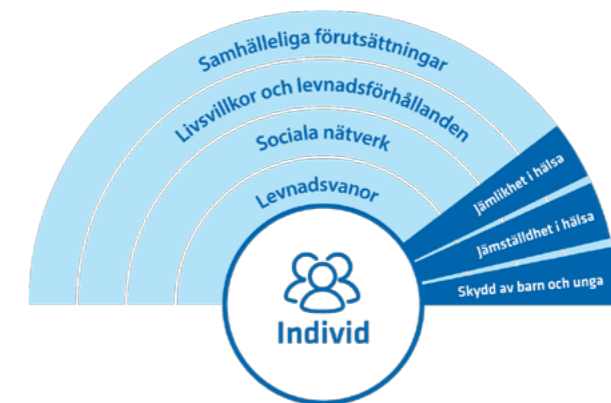 Samhälleliga förutsättningar
Livsvillkor och levnadsförhållanden
Sociala nätverk
Levnadsvanor
Jämlikhet i hälsa
Jämställdhet i hälsa
Skydd av barn och unga
Individ